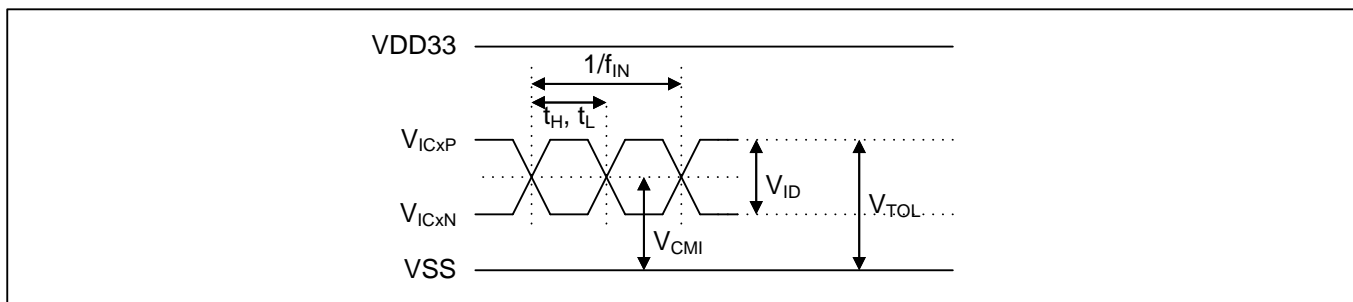 VDD33
1/fIN
tH, tL
VICxP
VID
VTOL
VICxN
VCMI
VSS